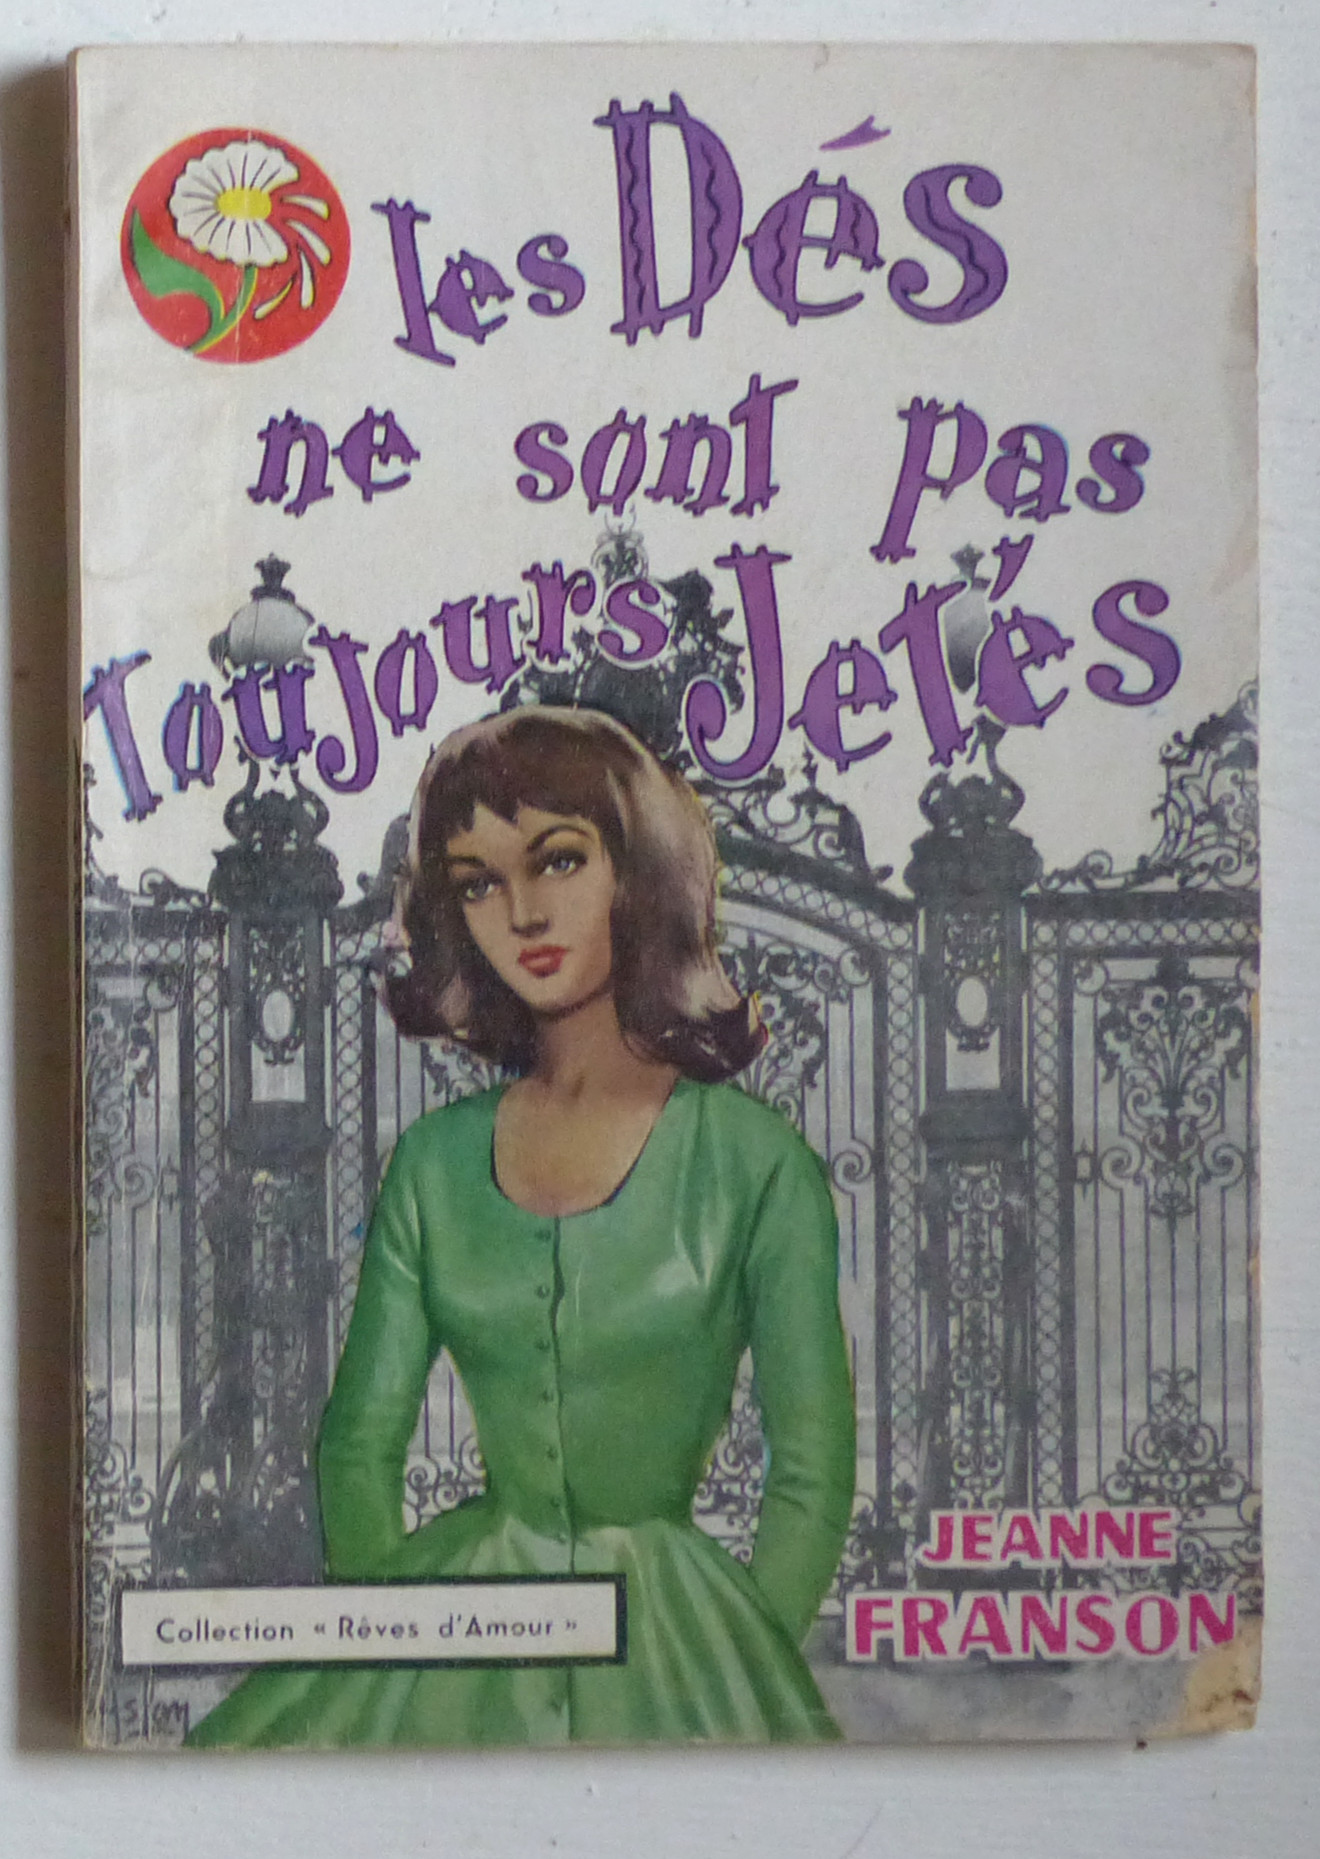 les Dés
ne sont pas
Toujours Jetés
JEANNE
FRANSON
Collection « Rêves d'Amour »